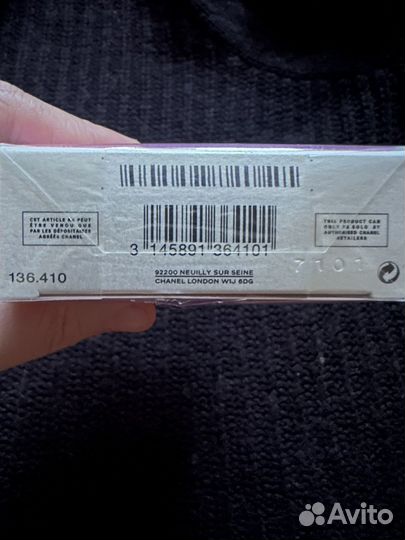 CET ARTICLE NE PEUT
ÊTRE VENDU QUE
PAR LES DÉPOSITAIRES
AGRÉÉS CHANEL
THIS PRODUCT CAN
ONLY BE SOLD BY
AUTHORISED CHANEL
RETAILERS
3 145891 364101
7101
136.410
92200 NEUILLY SUR SEINE
CHANEL LONDON W1J 6DG
Avito